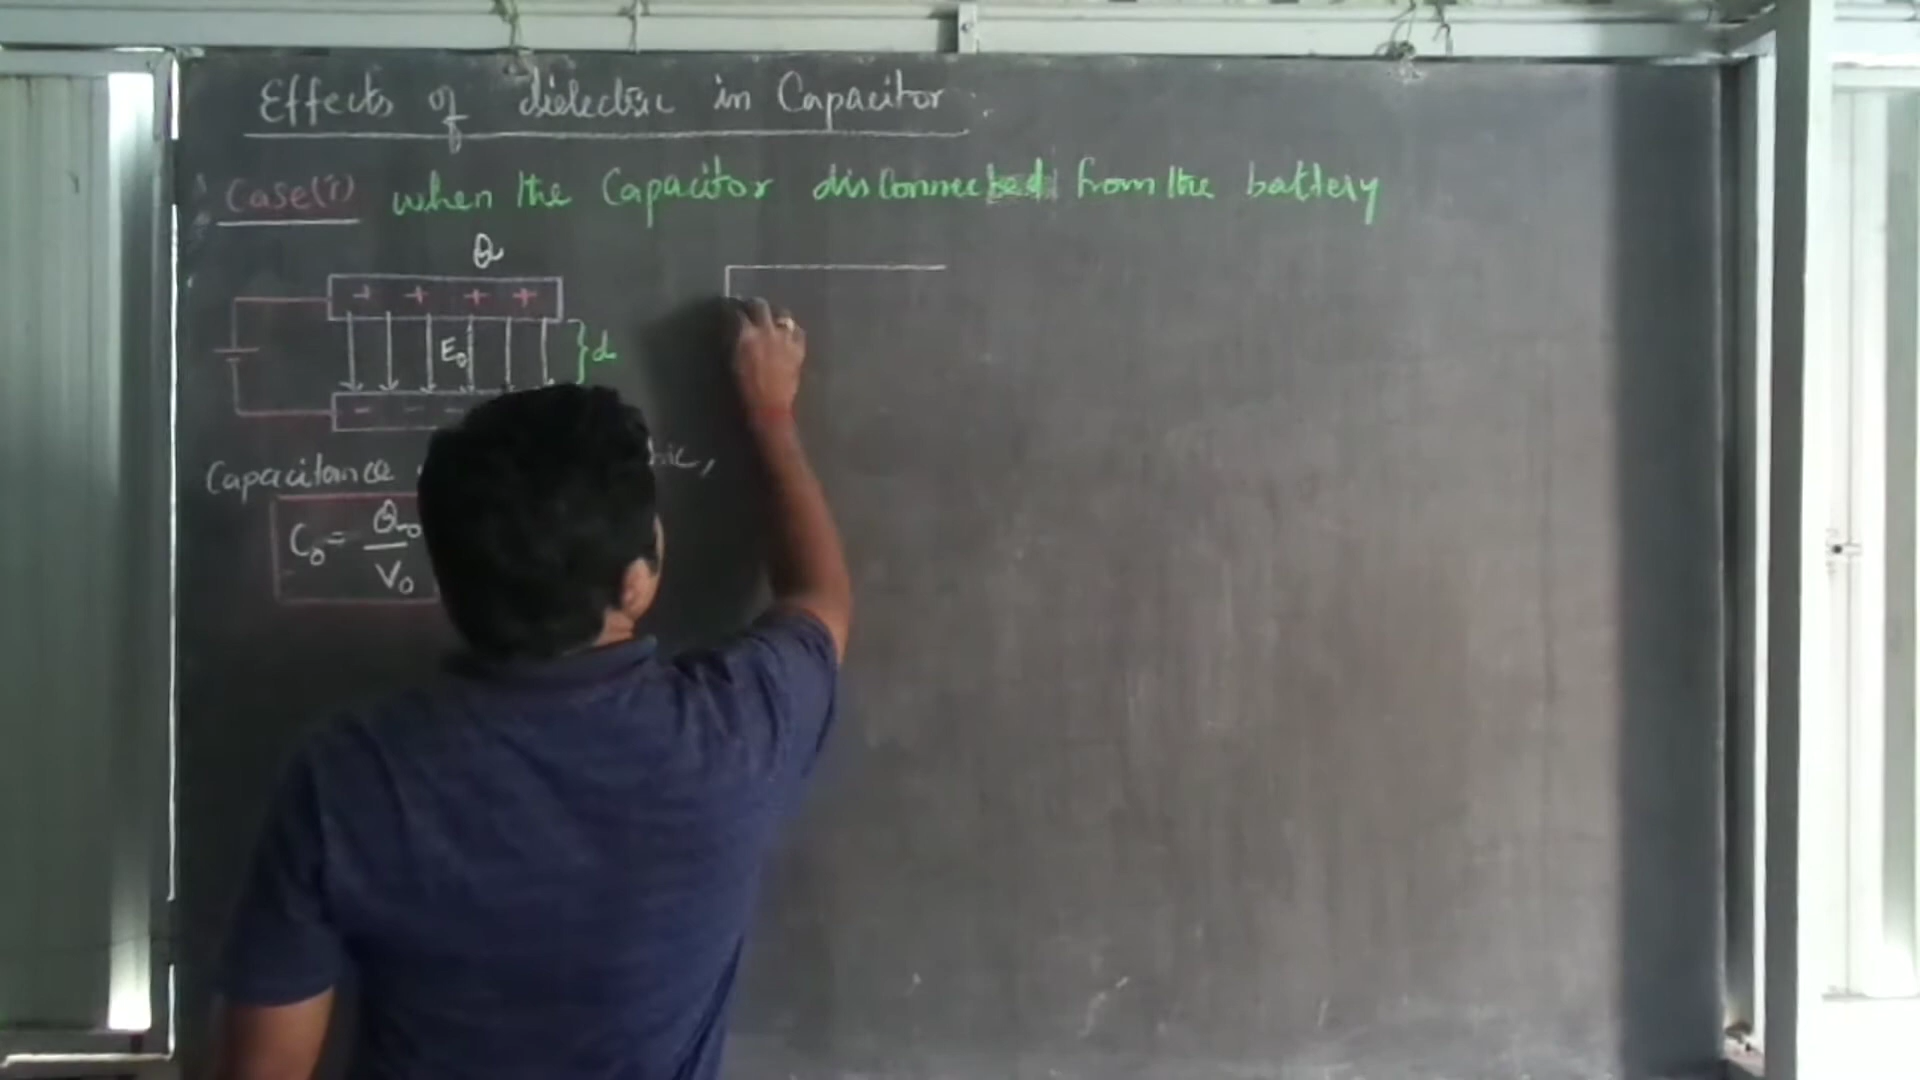 Effects of dielectric in Capacitor.
Case(i) when the Capacitor disconnected from the battery
Q
+ + + +
E₀
d
- - -
Capacitance
C₀ = Q₀
V₀